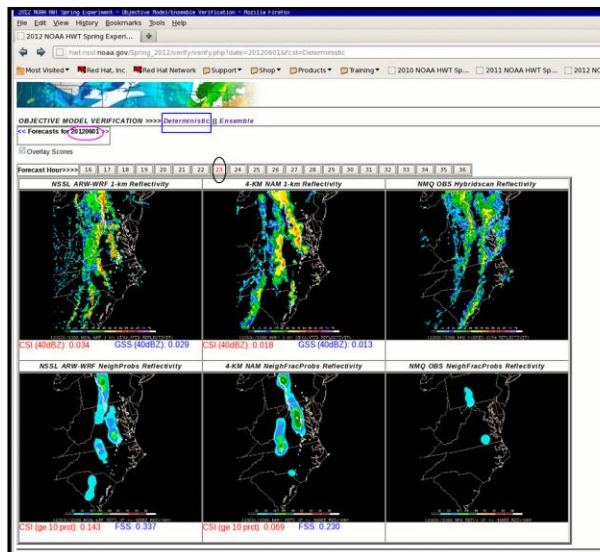 2012 NOAA HWT Spring Experiment - Objective Model/Ensemble Verification - Mozilla Firefox
File Edit View History Bookmarks Tools Help
2012 NOAA HWT Spring Experi...
hwt.nssl.noaa.gov/Spring_2012/verify/verify.php?date=20120601&fcst=Deterministic
Most Visited Red Hat, Inc. Red Hat Network Support Shop Products Training 2010 NOAA HWT Sp... 2011 NOAA HWT Sp... 2012 NO
OBJECTIVE MODEL VERIFICATION >>>> Deterministic || Ensemble
<< Forecasts for 20120601 >>
Overlay Scores
Forecast Hour>>>> 16 17 18 19 20 21 22 23 24 25 26 27 28 29 30 31 32 33 34 35 36
NSSL ARW-WRF 1-km Reflectivity 4-KM NAM 1-km Reflectivity NMQ OBS Hybridscan Reflectivity
CSI (40dBZ): 0.034 GSS (40dBZ): 0.029 CSI (40dBZ): 0.018 GSS (40dBZ): 0.013
NSSL ARW-WRF NeighProbs Reflectivity 4-KM NAM NeighFracProbs Reflectivity NMQ OBS NeighFracProbs Reflectivity
CSI (ge 10 prct): 0.143 FSS: 0.337 CSI (ge 10 prct): 0.069 FSS: 0.230